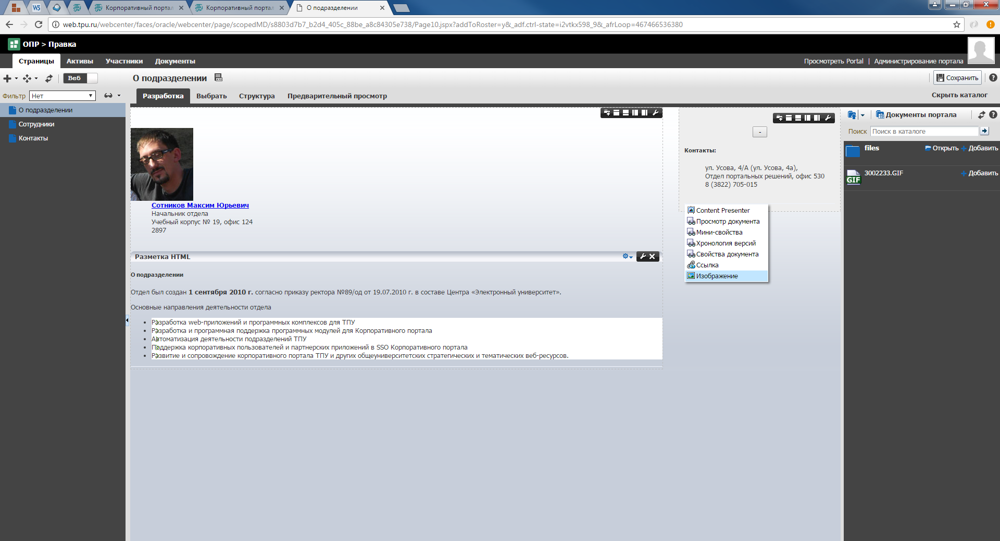 W3
Корпоративный портал
Корпоративный портал
О подразделении
web.tpu.ru/webcenter/faces/oracle/webcenter/page/scopedMD/s8803d7b7_b2d4_405c_88be_a8c84305e738/Page10.jspx?addToRoster=y&_adf.ctrl-state=i2vtkx598_9&_afrLoop=467466536380
ОПР > Правка
Страницы Активы Участники Документы
Просмотреть Portal | Администрирование портала
Веб
О подразделении
Сохранить
Фильтр Нет
Разработка Выбрать Структура Предварительный просмотр
Скрыть каталог
О подразделении
Сотрудники
Контакты
Сотников Максим Юрьевич
Начальник отдела
Учебный корпус № 19, офис 124
2897
Разметка HTML
О подразделении
Отдел был создан 1 сентября 2010 г. согласно приказу ректора №89/од от 19.07.2010 г. в составе Центра «Электронный университет».
Основные направления деятельности отдела
Разработка web-приложений и программных комплексов для ТПУ
Разработка и программная поддержка программных модулей для Корпоративного портала
Автоматизация деятельности подразделений ТПУ
Поддержка корпоративных пользователей и партнерских приложений в SSO Корпоративного портала
Развитие и сопровождение корпоративного портала ТПУ и других общеуниверситетских стратегических и тематических веб-ресурсов.
-
Контакты:
ул. Усова, 4/А (ул. Усова, 4а),
Отдел портальных решений, офис 530
8 (3822) 705-015
Content Presenter
Просмотр документа
Мини-свойства
Хронология версий
Свойства документа
Ссылка
Изображение
Документы портала
Поиск Поиск в каталоге
files Открыть Добавить
GIF 3002233.GIF Добавить